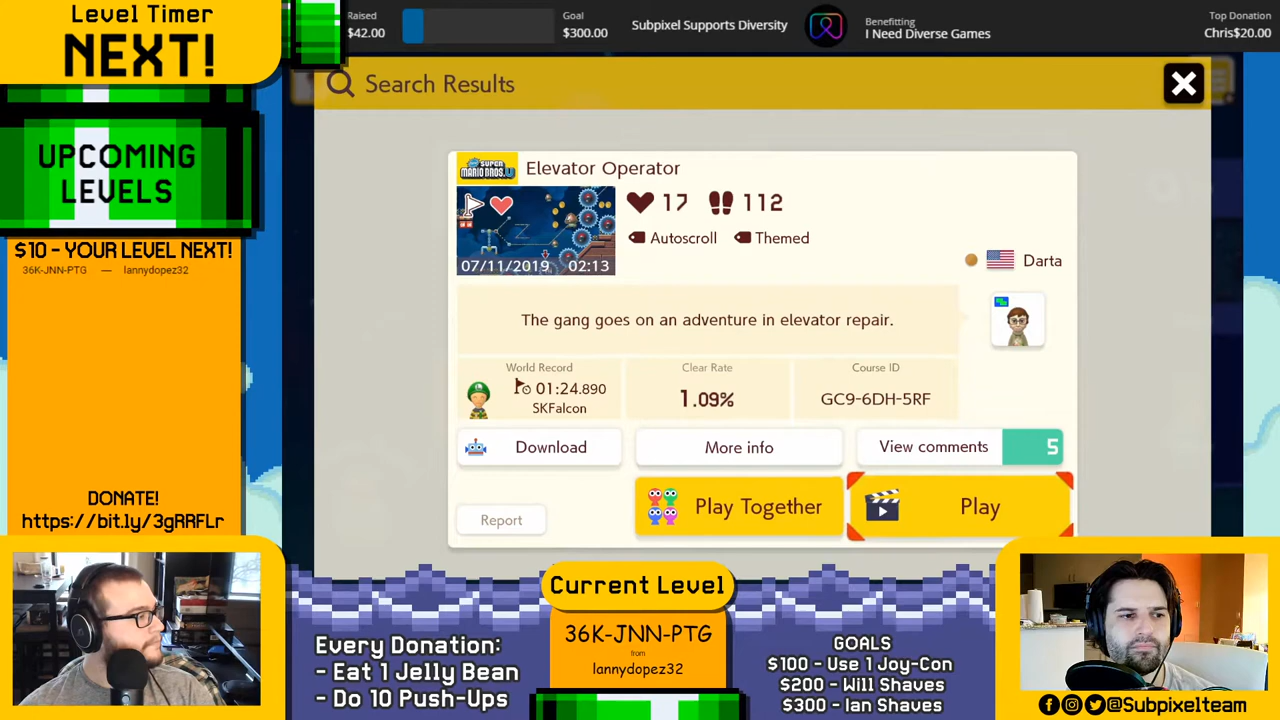 Level Timer
NEXT!
Raised
$42.00
Goal
$300.00
Subpixel Supports Diversity
Benefitting
I Need Diverse Games
Top Donation
Chris$20.00
UPCOMING
LEVELS
$10 - YOUR LEVEL NEXT!
36K-JNN-PTG — lannydopez32
DONATE!
https://bit.ly/3gRRFLr
Search Results
SUPER
MARIO BROS. U
Elevator Operator
17 112
Autoscroll Themed
07/11/2019 02:13
Darta
The gang goes on an adventure in elevator repair.
World Record
01:24.890
SKFalcon
Clear Rate
1.09%
Course ID
GC9-6DH-5RF
Download
More info
View comments 5
Report
Play Together
Play
Current Level
36K-JNN-PTG
from
lannydopez32
Every Donation:
- Eat 1 Jelly Bean
- Do 10 Push-Ups
GOALS
$100 - Use 1 Joy-Con
$200 - Will Shaves
$300 - Ian Shaves
@Subpixelteam